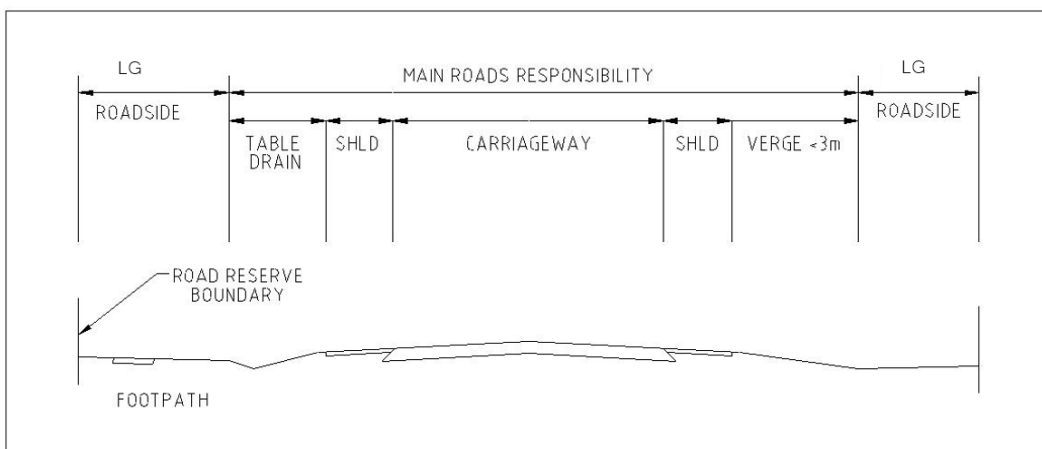 LG
MAIN ROADS RESPONSIBILITY
LG
ROADSIDE
ROADSIDE
TABLE
DRAIN
SHLD
CARRIAGEWAY
SHLD
VERGE <3m
ROAD RESERVE
BOUNDARY
FOOTPATH